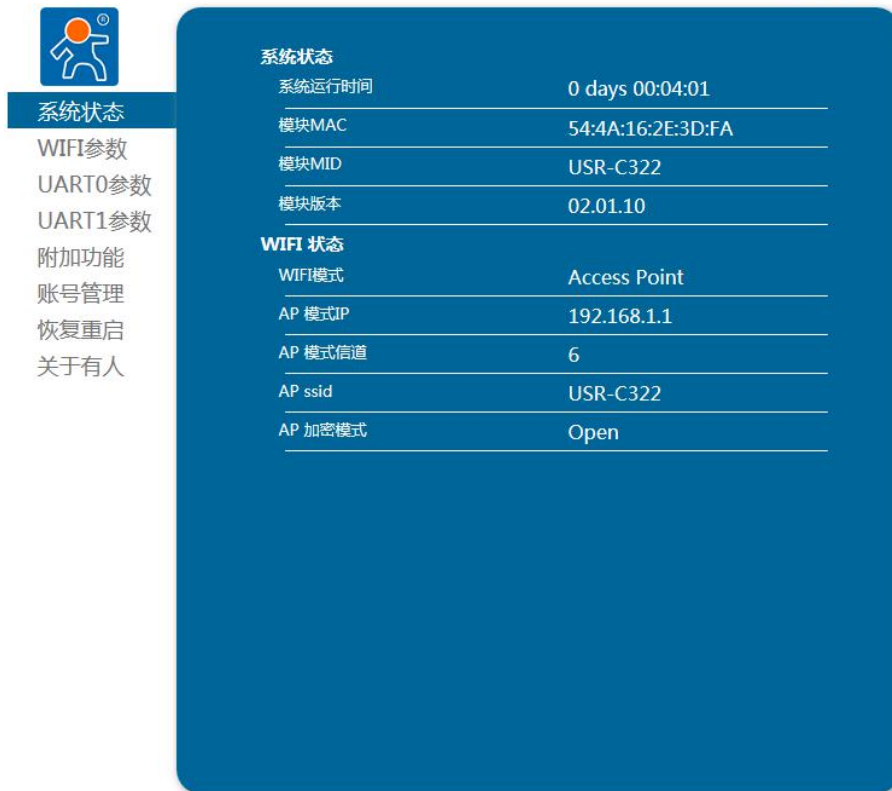 ®
系统状态
WIFI参数
UART0参数
UART1参数
附加功能
账号管理
恢复重启
关于有人
系统状态
系统运行时间 0 days 00:04:01
模块MAC 54:4A:16:2E:3D:FA
模块MID USR-C322
模块版本 02.01.10
WIFI 状态
WIFI模式 Access Point
AP 模式IP 192.168.1.1
AP 模式信道 6
AP ssid USR-C322
AP 加密模式 Open